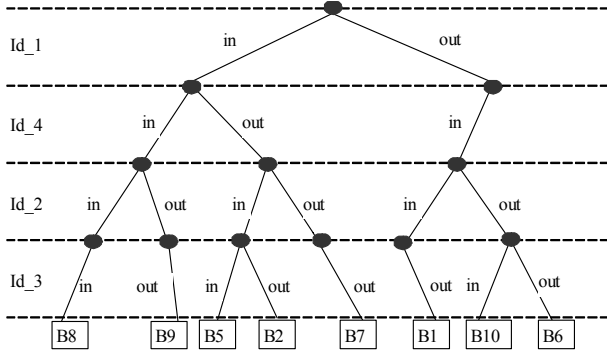 Id_1 in out
Id_4 in out in
Id_2 in out in out in out
Id_3 in out in out out out in out
B8 B9 B5 B2 B7 B1 B10 B6